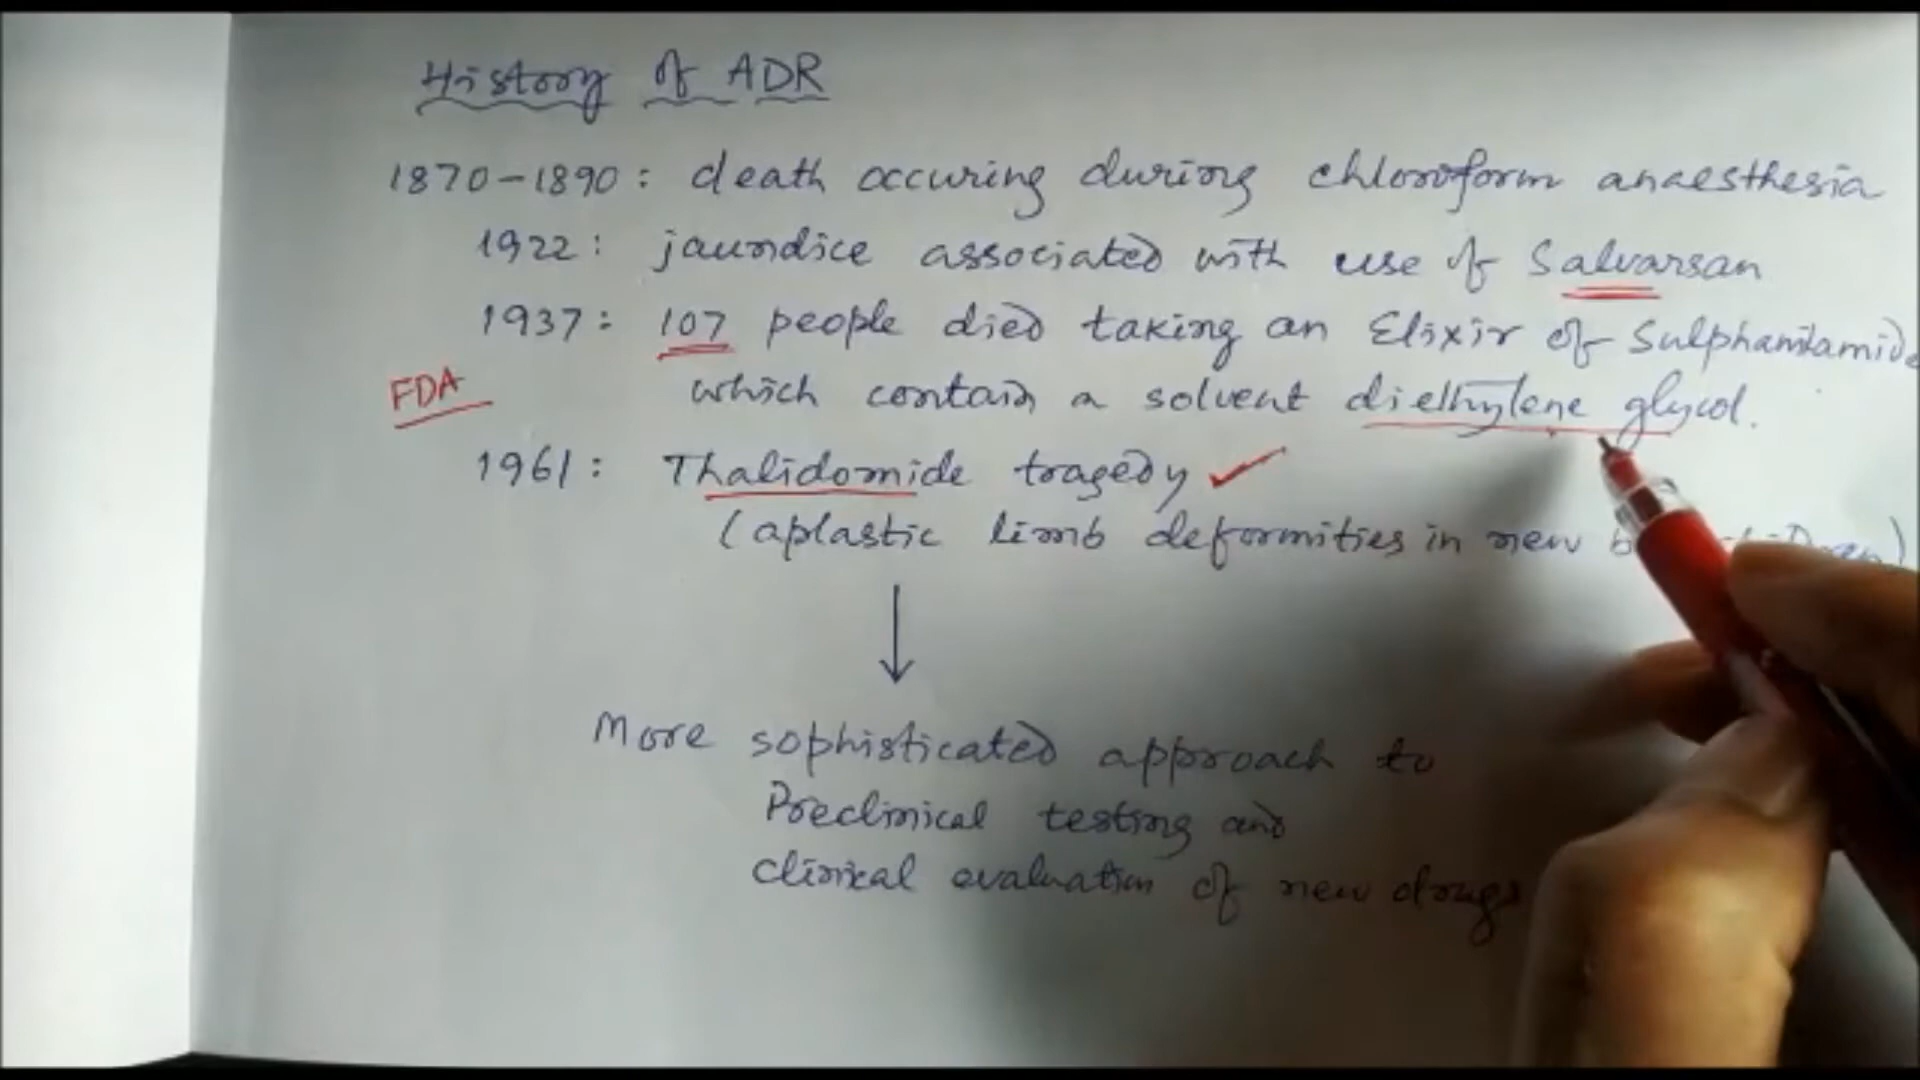 History of ADR
1870-1890: death occuring during chloroform anaesthesia
1922: jaundice associated with use of Salvarsan
1937: 107 people died taking an Elixir of Sulphanilamide
FDA which contain a solvent diethylene glycol.
1961: Thalidomide tragedy ✓
(aplastic limb deformities in new
↓
More sophisticated approach to
Preclinical testing and
clinical evaluation of new drugs